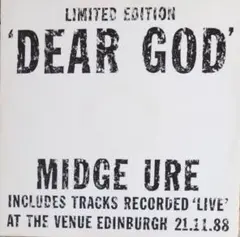 LIMITED EDITION
'DEAR GOD'
MIDGE URE
INCLUDES TRACKS RECORDED 'LIVE'
AT THE VENUE EDINBURGH 21.11.88